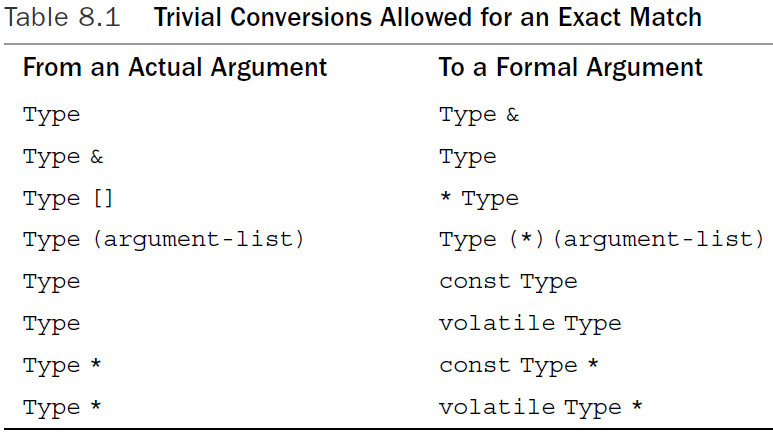 Table 8.1 Trivial Conversions Allowed for an Exact Match
From an Actual Argument To a Formal Argument
Type Type &
Type & Type
Type [] * Type
Type (argument-list) Type (*)(argument-list)
Type const Type
Type volatile Type
Type * const Type *
Type * volatile Type *